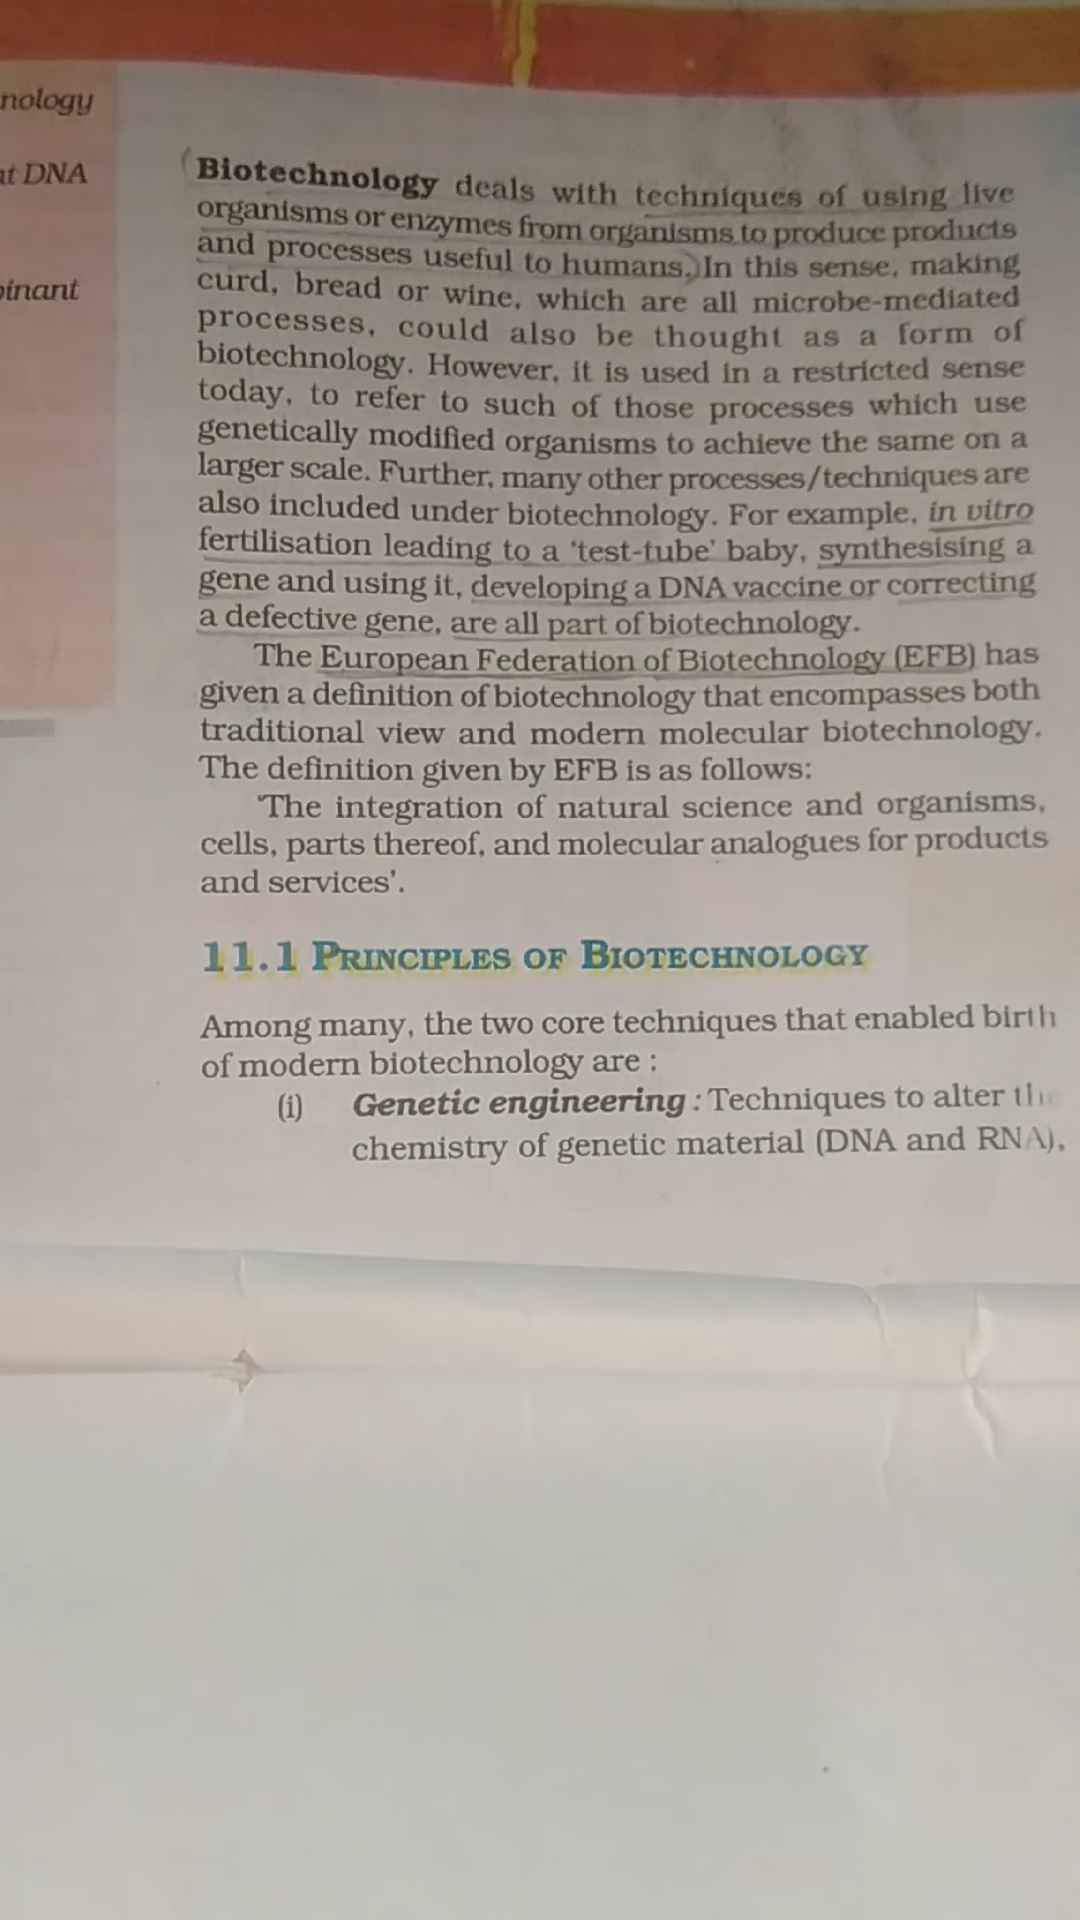 nology
at DNA
binant
Biotechnology deals with techniques of using live
organisms or enzymes from organisms to produce products
and processes useful to humans. In this sense, making
curd, bread or wine, which are all microbe-mediated
processes, could also be thought as a form of
biotechnology. However, it is used in a restricted sense
today, to refer to such of those processes which use
genetically modified organisms to achieve the same on a
larger scale. Further, many other processes/techniques are
also included under biotechnology. For example, in vitro
fertilisation leading to a 'test-tube' baby, synthesising a
gene and using it, developing a DNA vaccine or correcting
a defective gene, are all part of biotechnology.
The European Federation of Biotechnology (EFB) has
given a definition of biotechnology that encompasses both
traditional view and modern molecular biotechnology.
The definition given by EFB is as follows:
'The integration of natural science and organisms,
cells, parts thereof, and molecular analogues for products
and services'.
11.1 PRINCIPLES OF BIOTECHNOLOGY
Among many, the two core techniques that enabled birth
of modern biotechnology are :
(i) Genetic engineering : Techniques to alter the
chemistry of genetic material (DNA and RNA),